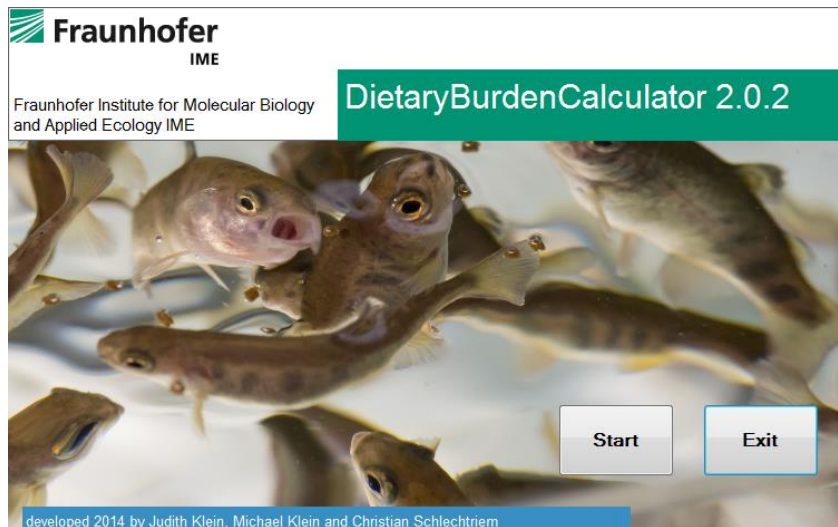 Fraunhofer
IME
Fraunhofer Institute for Molecular Biology
and Applied Ecology IME
DietaryBurdenCalculator 2.0.2
Start
Exit
developed 2014 by Judith Klein, Michael Klein and Christian Schlechtriem